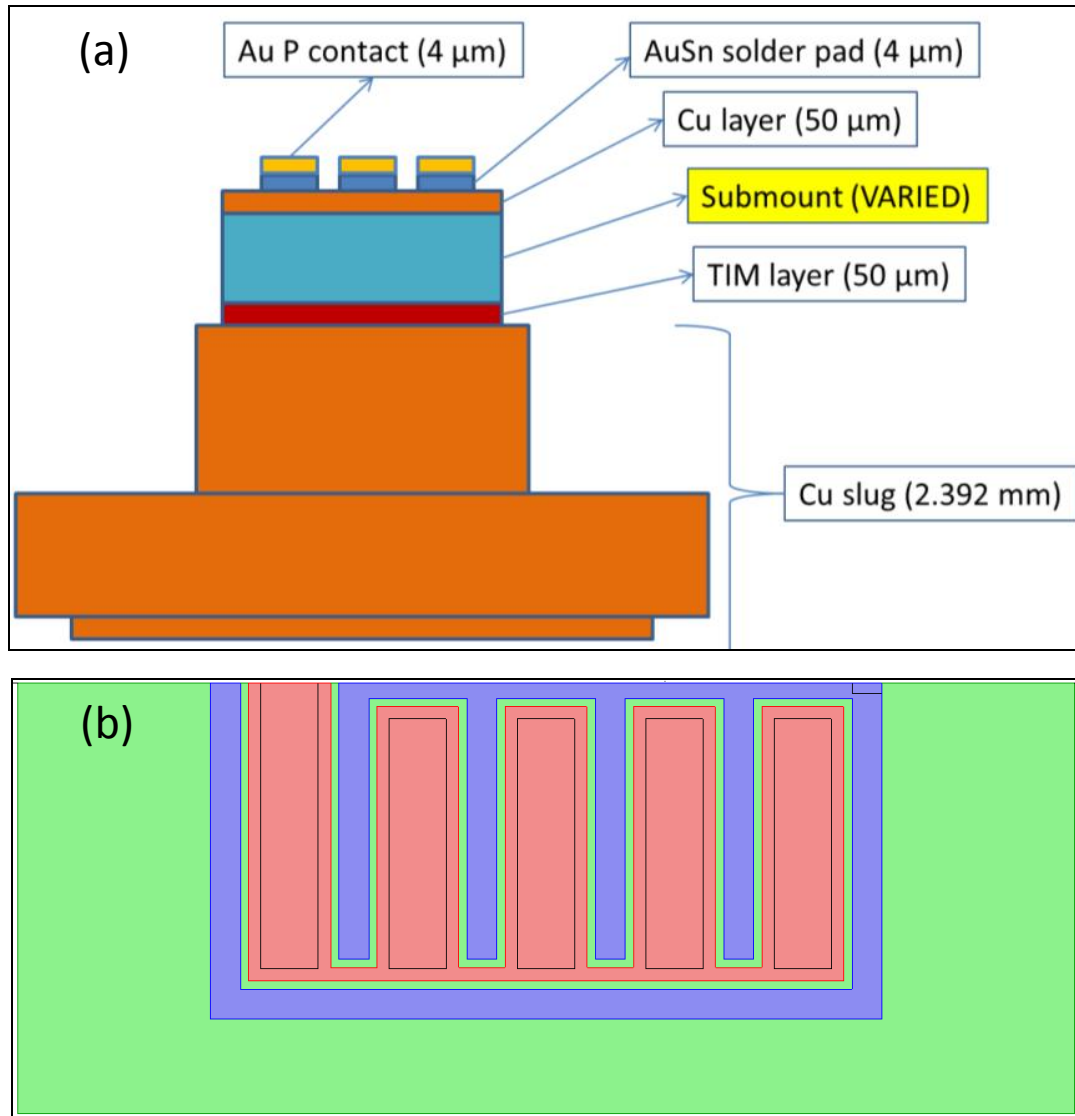 (a)
Au P contact (4 μm)
AuSn solder pad (4 μm)
Cu layer (50 μm)
Submount (VARIED)
TIM layer (50 μm)
Cu slug (2.392 mm)
(b)